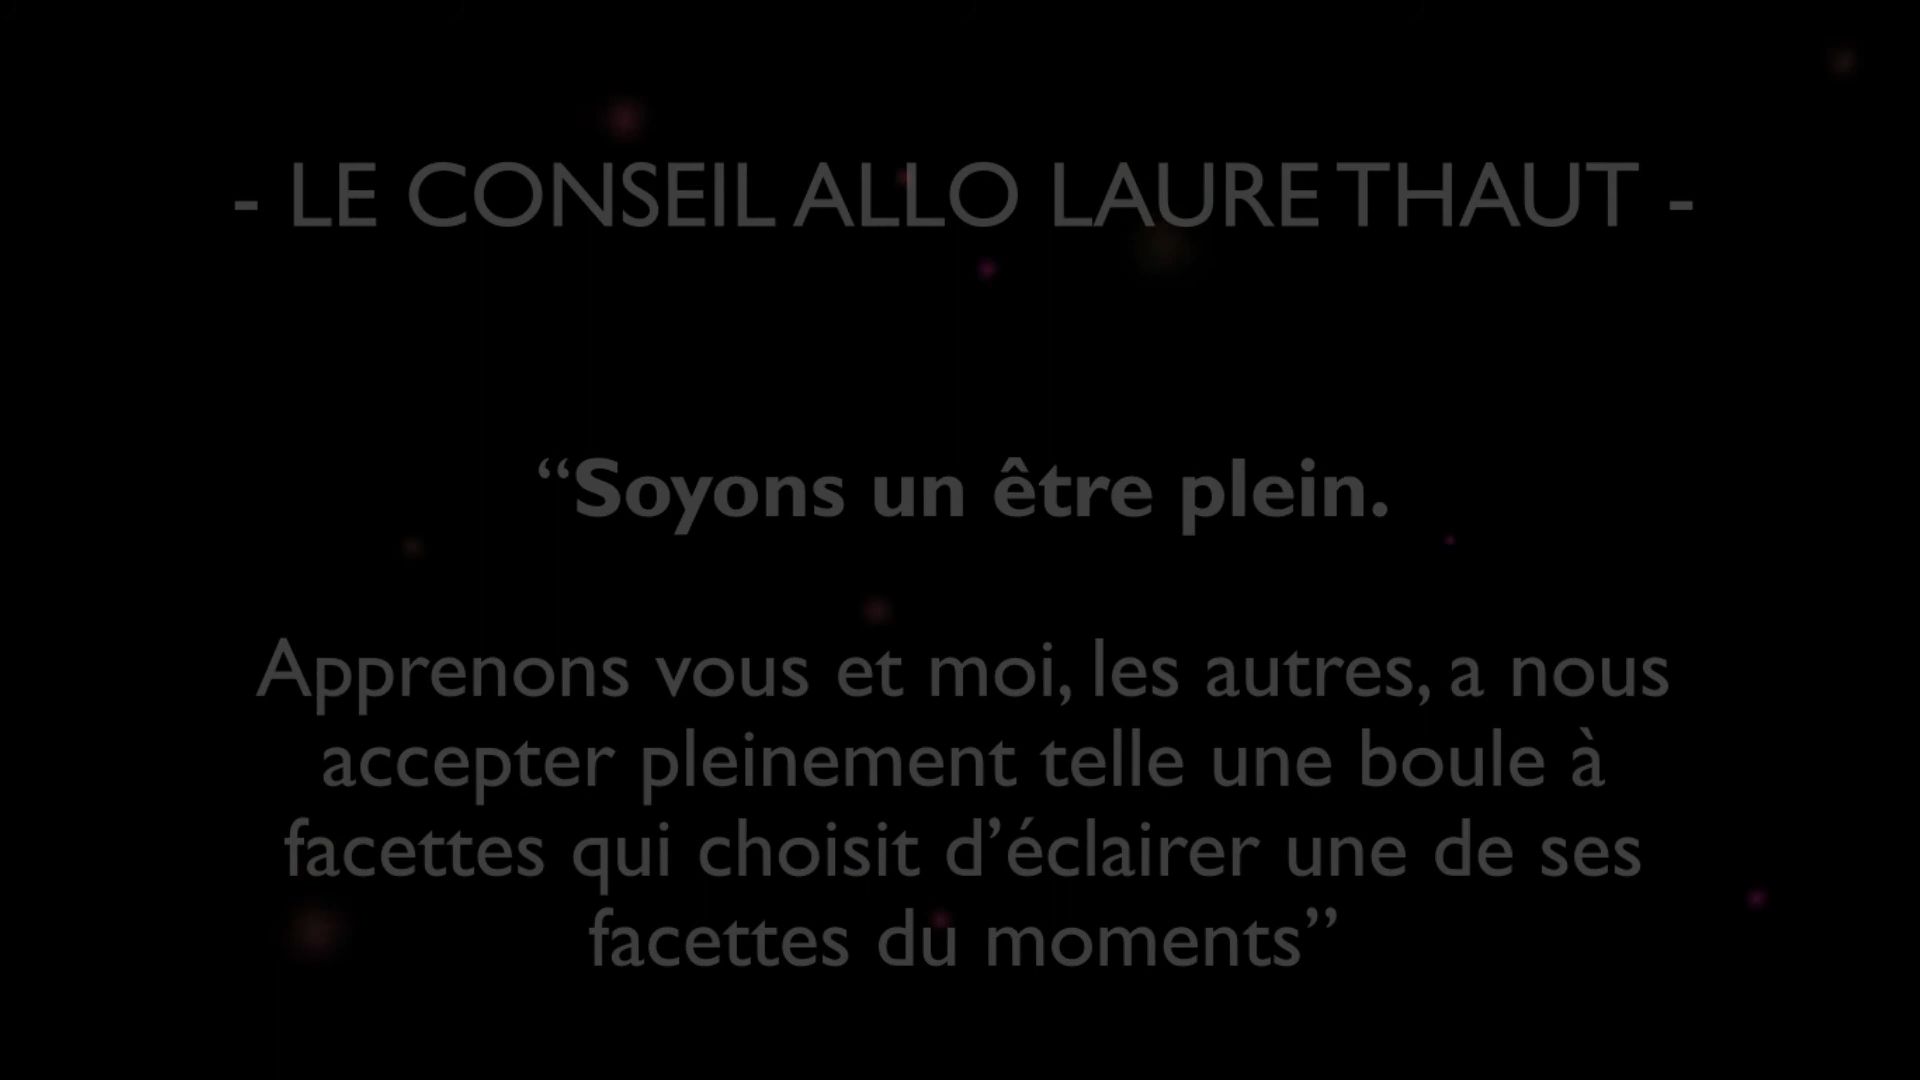 - LE CONSEIL ALLO LAURE THAUT -
“Soyons un être plein.
Apprenons vous et moi, les autres, a nous
accepter pleinement telle une boule à
facettes qui choisit d’éclairer une de ses
facettes du moments”